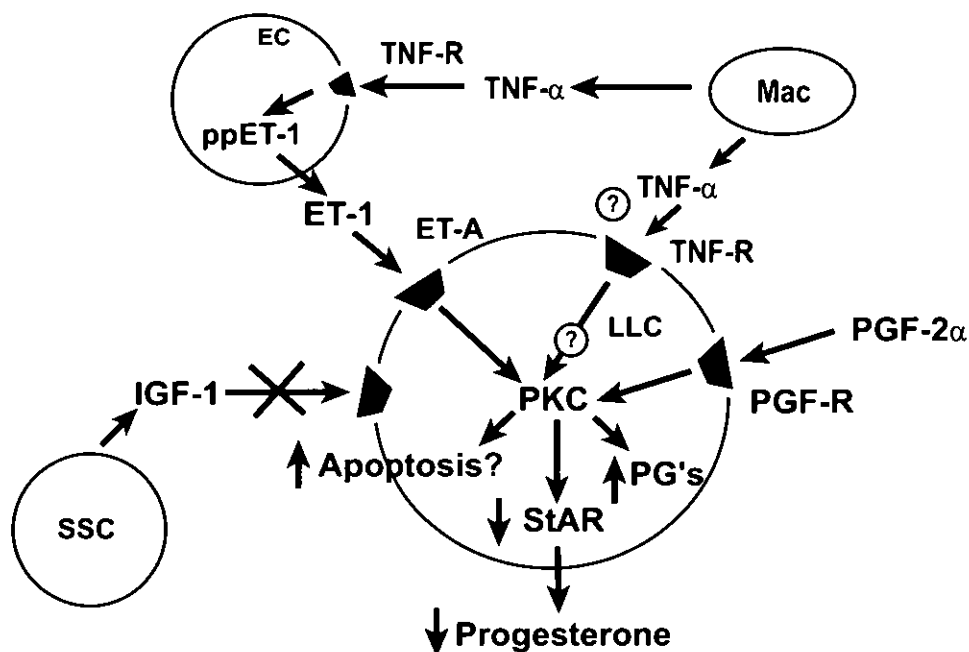 EC
TNF-R
TNF-α
Mac
ppET-1
TNF-α
ET-1
?
ET-A
TNF-R
LLC
PGF-2α
?
IGF-1
PKC
PGF-R
Apoptosis?
PG's
SSC
StAR
Progesterone